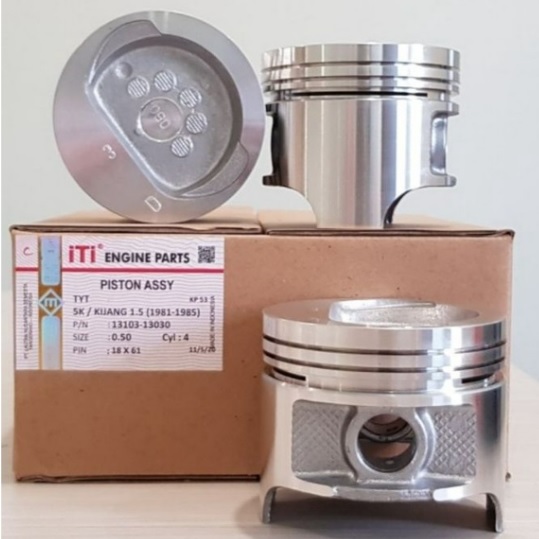 050
3
D
C
iTi® ENGINE PARTS
PISTON ASSY
TYT KP 53
5K / KIJANG 1.5 (1981-1985)
P/N : 13103-13030
SIZE : 0.50 Cyl : 4
PIN : 18 X 61 11/5/20
MADE IN INDONESIA